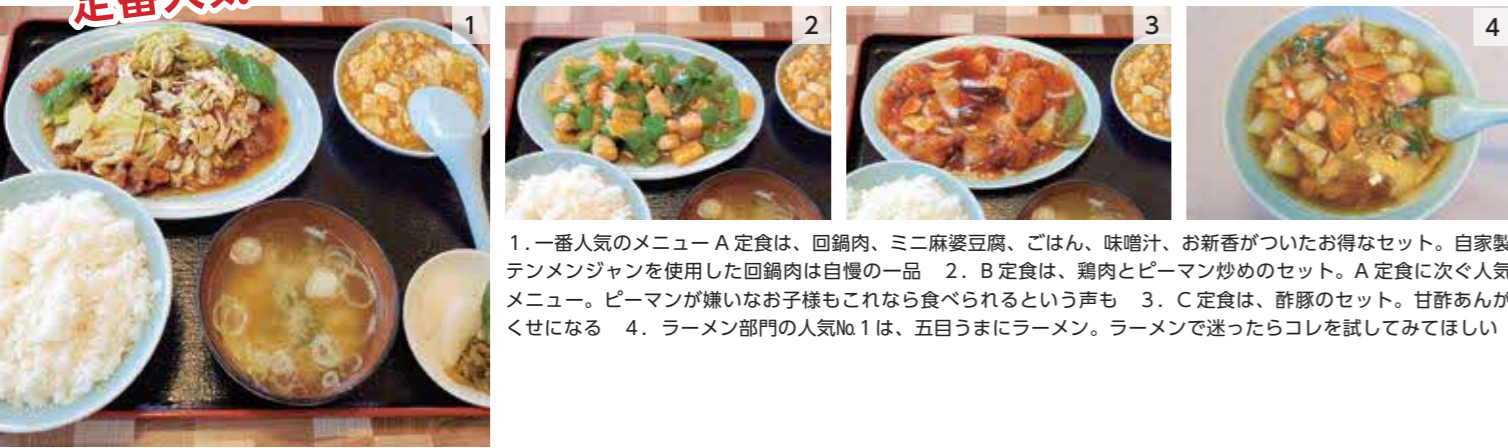 定番人気
1
2
3
4
1．一番人気のメニュー A 定食は、回鍋肉、ミニ麻婆豆腐、ごはん、味噌汁、お新香がついたお得なセット。自家製
テンメンジャンを使用した回鍋肉は自慢の一品　2．B 定食は、鶏肉とピーマン炒めのセット。A 定食に次ぐ人気
メニュー。ピーマンが嫌いなお子様もこれなら食べられるという声も　3．C 定食は、酢豚のセット。甘酢あんが
くせになる　4．ラーメン部門の人気№1は、五目うまにラーメン。ラーメンで迷ったらコレを試してみてほしい